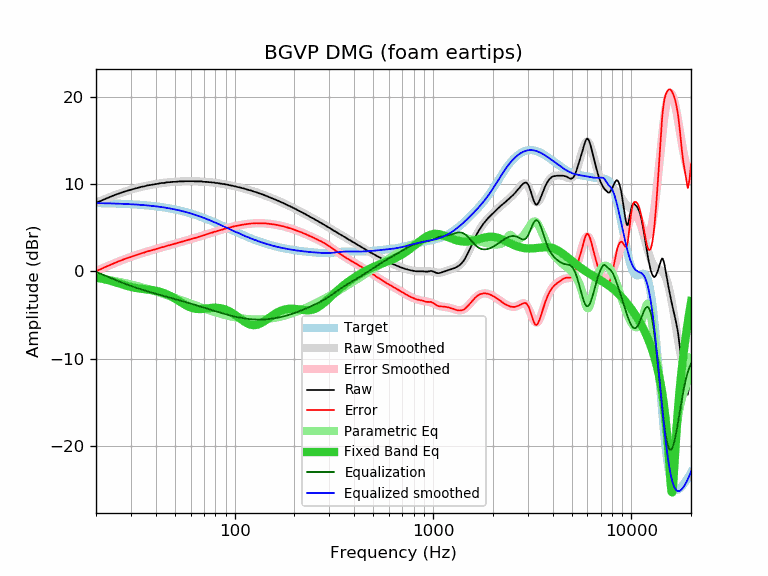 BGVP DMG (foam eartips)
20
10
0
−10
−20
Amplitude (dBr)
Target
Raw Smoothed
Error Smoothed
Raw
Error
Parametric Eq
Fixed Band Eq
Equalization
Equalized smoothed
100
1000
10000
Frequency (Hz)